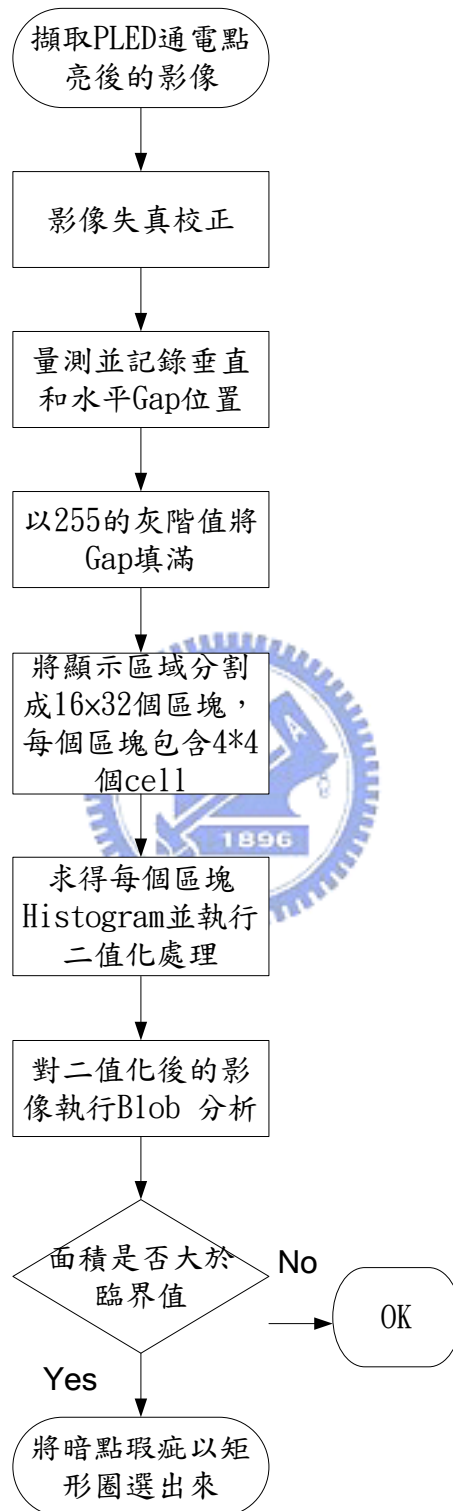 擷取PLED通電點
亮後的影像
影像失真校正
量測並記錄垂直
和水平Gap位置
以255的灰階值將
Gap填滿
將顯示區域分割
成16×32個區塊，
每個區塊包含4*4
個cell
1896
求得每個區塊
Histogram並執行
二值化處理
對二值化後的影
像執行Blob 分析
面積是否大於
臨界值
No
OK
Yes
將暗點瑕疵以矩
形圈選出來